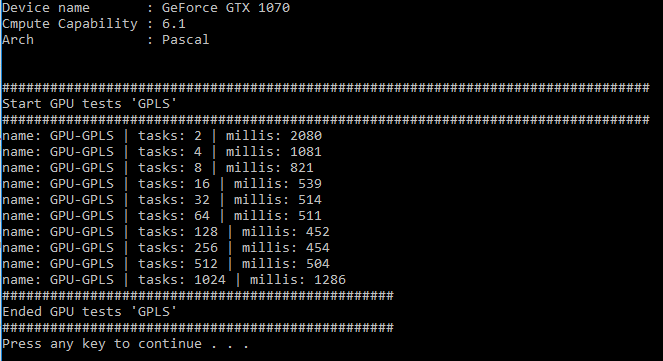 Device name       : GeForce GTX 1070
Cmpute Capability : 6.1
Arch              : Pascal
################################################################################
Start GPU tests 'GPLS'
################################################################################
name: GPU-GPLS | tasks: 2 | millis: 2080
name: GPU-GPLS | tasks: 4 | millis: 1081
name: GPU-GPLS | tasks: 8 | millis: 821
name: GPU-GPLS | tasks: 16 | millis: 539
name: GPU-GPLS | tasks: 32 | millis: 514
name: GPU-GPLS | tasks: 64 | millis: 511
name: GPU-GPLS | tasks: 128 | millis: 452
name: GPU-GPLS | tasks: 256 | millis: 454
name: GPU-GPLS | tasks: 512 | millis: 504
name: GPU-GPLS | tasks: 1024 | millis: 1286
################################################
Ended GPU tests 'GPLS'
################################################
Press any key to continue . . .